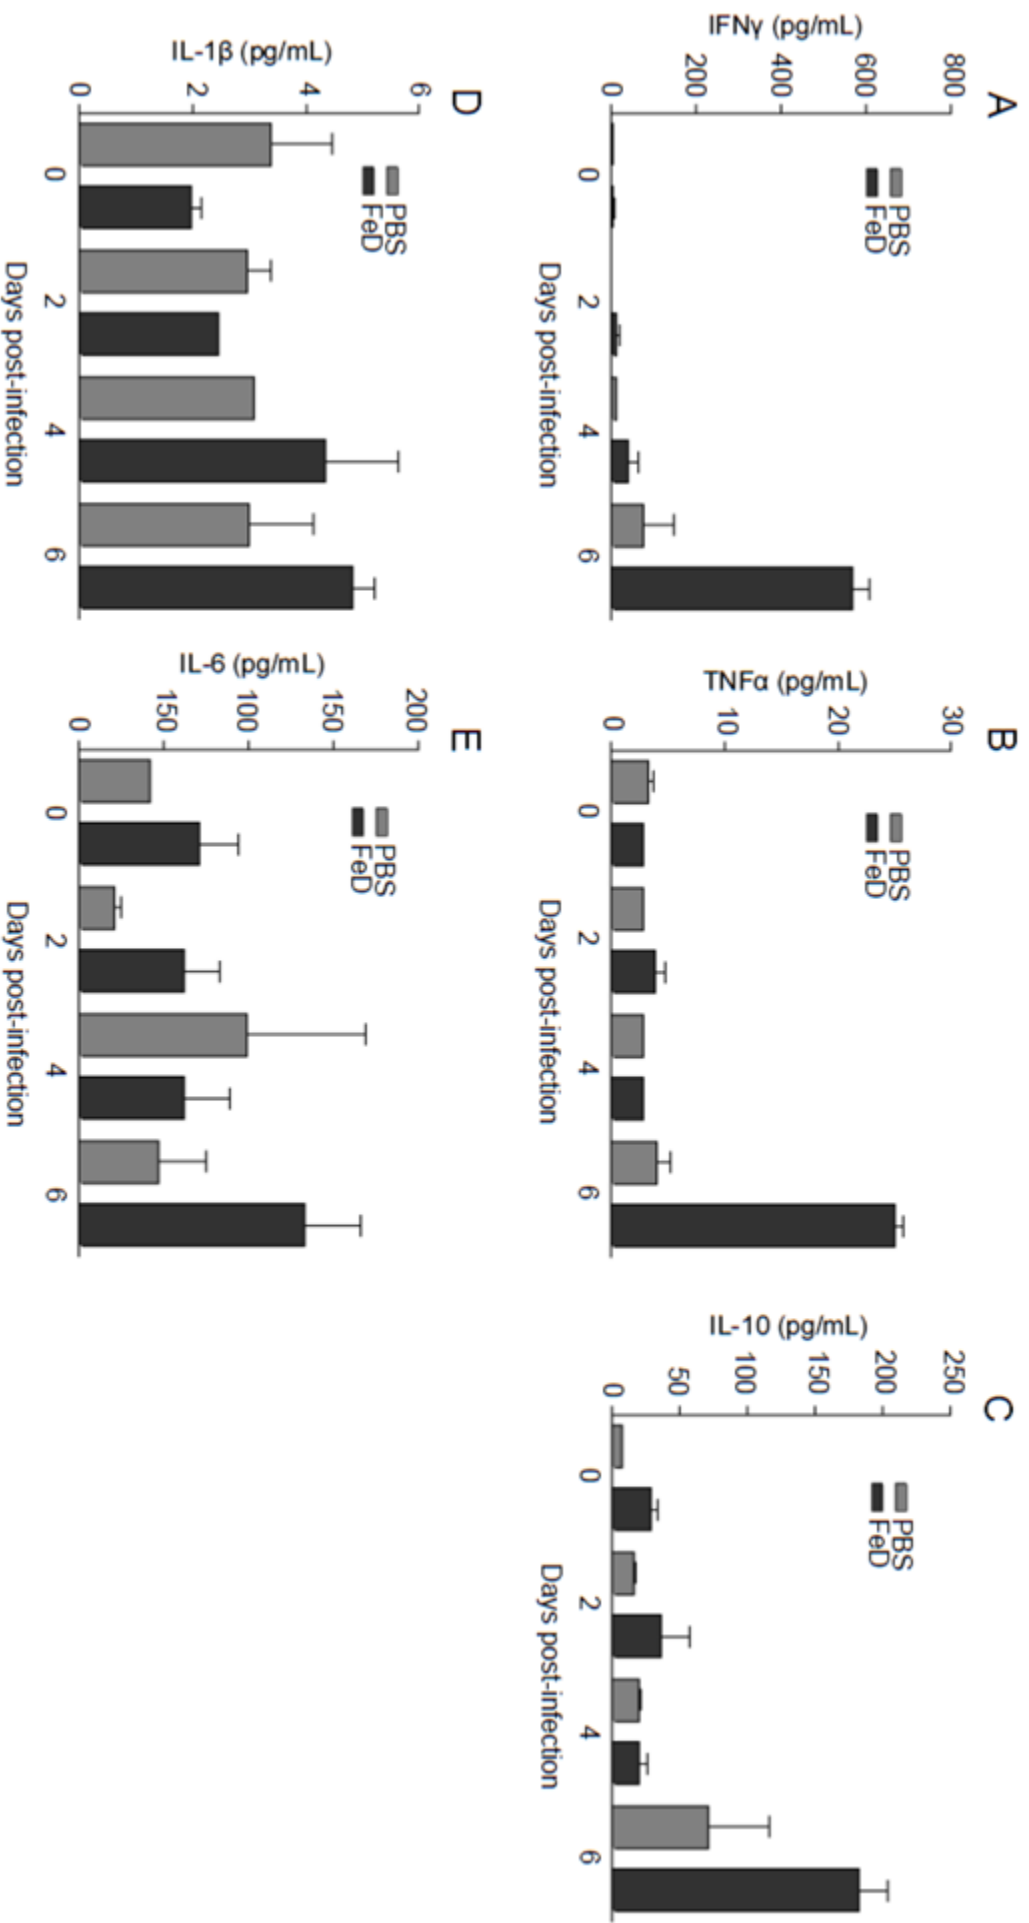 A
IFNγ (pg/mL)
800
600
400
200
0
PBS
FeD
0
2
4
6
Days post-infection
B
TNFα (pg/mL)
30
20
10
0
PBS
FeD
0
2
4
6
Days post-infection
C
IL-10 (pg/mL)
250
200
150
100
50
0
PBS
FeD
0
2
4
6
Days post-infection
D
IL-1β (pg/mL)
6
4
2
0
PBS
FeD
0
2
4
6
Days post-infection
E
IL-6 (pg/mL)
200
150
100
150
0
PBS
FeD
0
2
4
6
Days post-infection